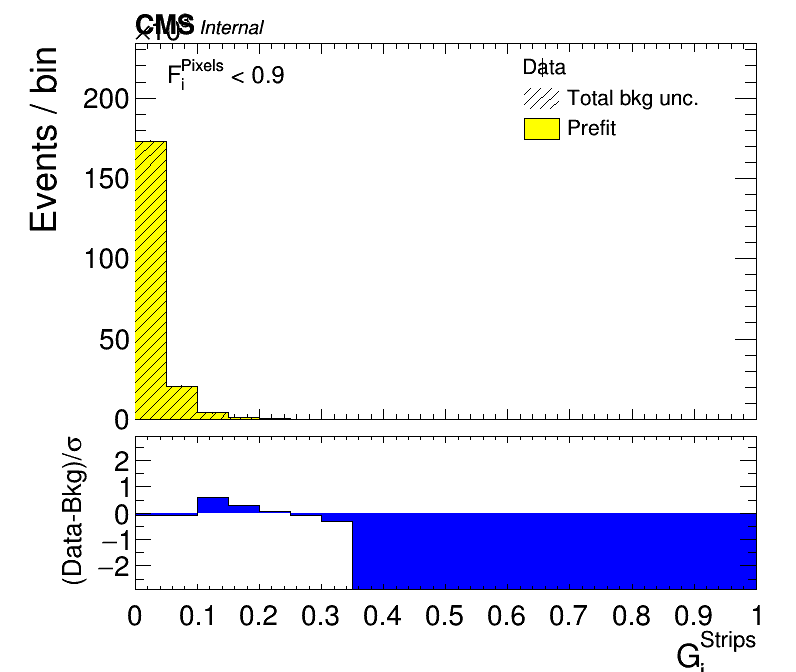 CMS Internal
×10³
F_i^Pixels < 0.9
Data
Total bkg unc.
Prefit
Events / bin
200
150
100
50
0
(Data-Bkg)/σ
2
1
0
−1
−2
0 0.1 0.2 0.3 0.4 0.5 0.6 0.7 0.8 0.9 1
G_i^Strips